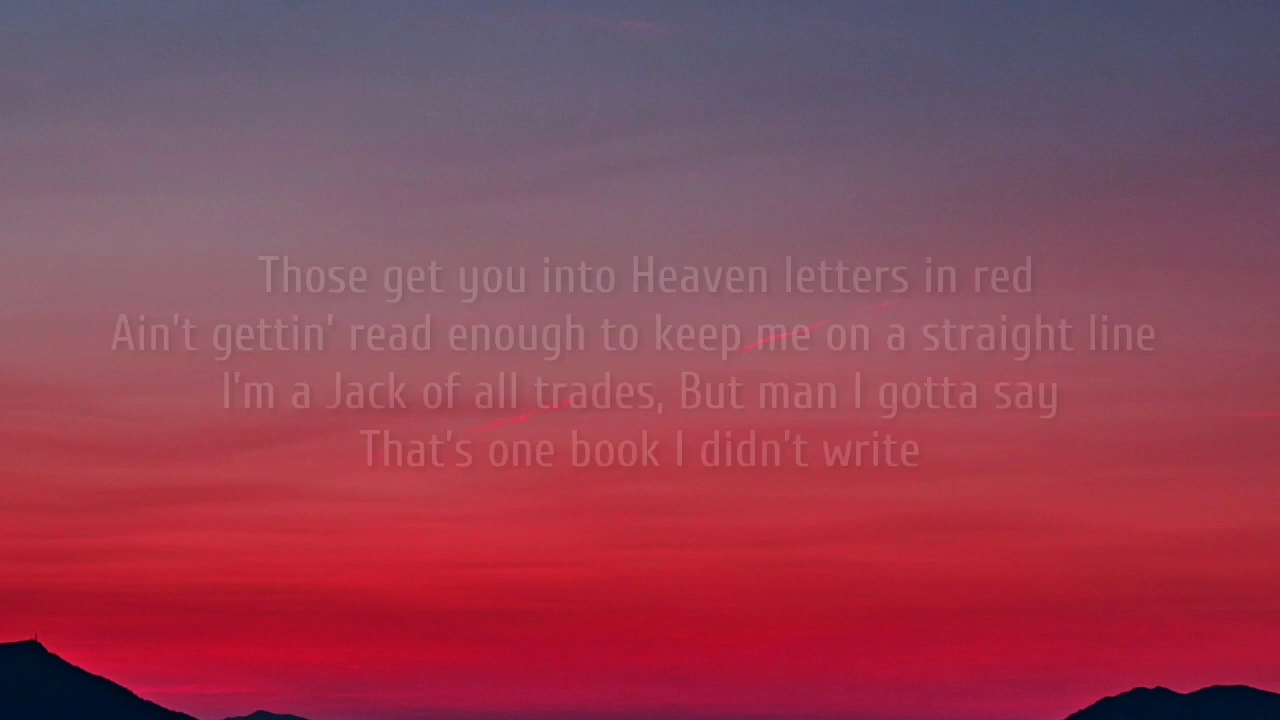 Those get you into Heaven letters in red
Ain't gettin' read enough to keep me on a straight line
I'm a Jack of all trades, But man I gotta say
That's one book I didn't write